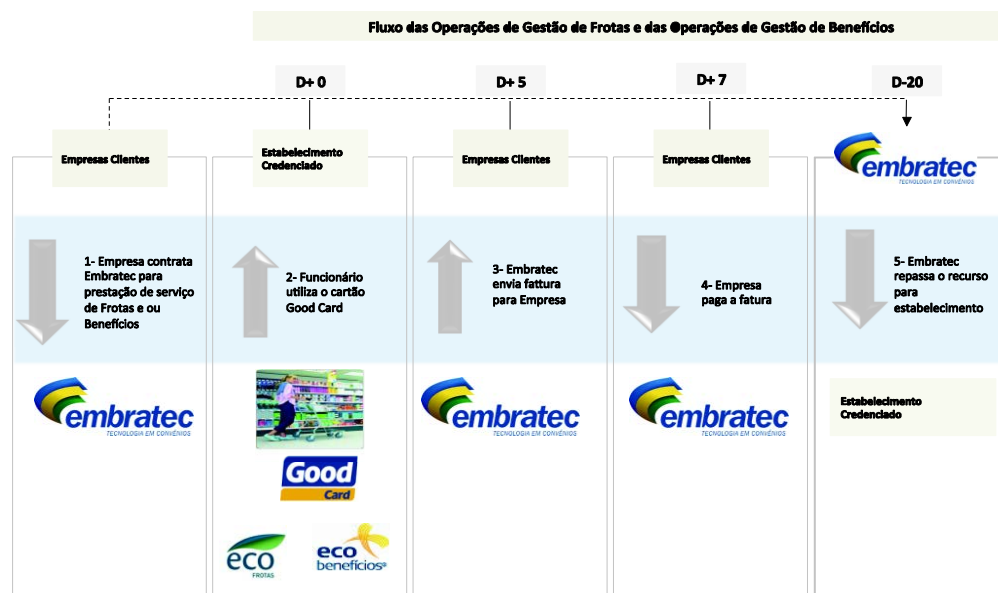 Fluxo das Operações de Gestão de Frotas e das Operações de Gestão de Benefícios
D+ 0
D+ 5
D+ 7
D-20
Empresas Clientes
Estabelecimento
Credenciado
Empresas Clientes
Empresas Clientes
embratec
TECNOLOGIA EM CONVÊNIOS
1- Empresa contrata
Embratec para
prestação de serviço
de Frotas e ou
Benefícios
2- Funcionário
utiliza o cartão
Good Card
3- Embratec
envia fattura
para Empresa
4- Empresa
paga a fatura
5- Embratec
repassa o recurso
para
estabelecimento
embratec
TECNOLOGIA EM CONVÊNIOS
Good
Card
eco
FROTAS
eco
benefícios®
embratec
TECNOLOGIA EM CONVÊNIOS
embratec
TECNOLOGIA EM CONVÊNIOS
Estabelecimento
Credenciado